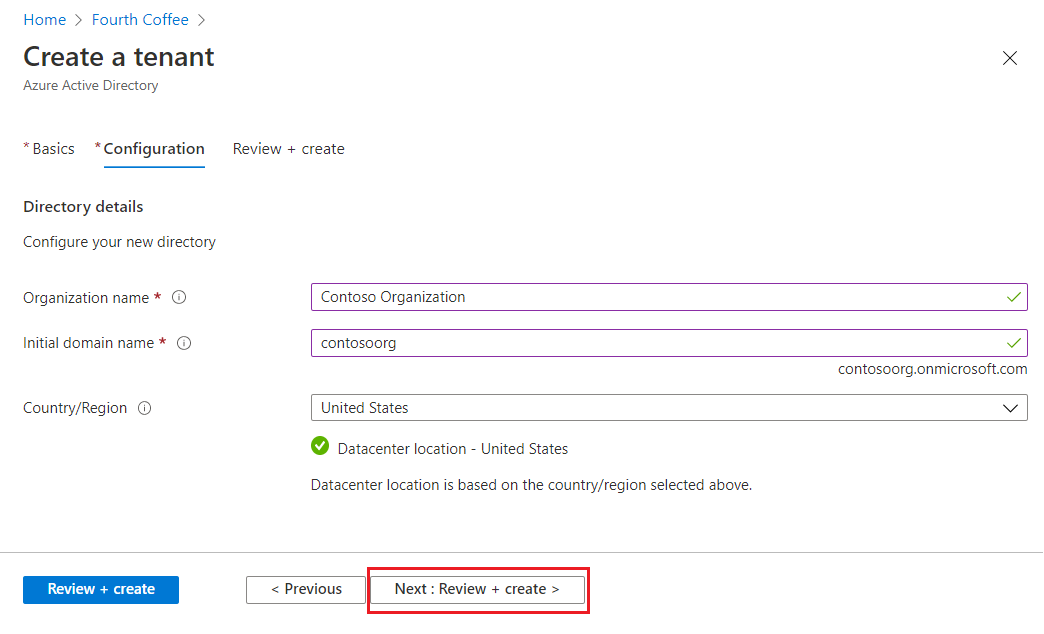 Home > Fourth Coffee >
Create a tenant
Azure Active Directory
* Basics * Configuration Review + create
Directory details
Configure your new directory
Organization name * Contoso Organization
Initial domain name * contosoorg
contosoorg.onmicrosoft.com
Country/Region United States
Datacenter location - United States
Datacenter location is based on the country/region selected above.
Review + create < Previous Next : Review + create >